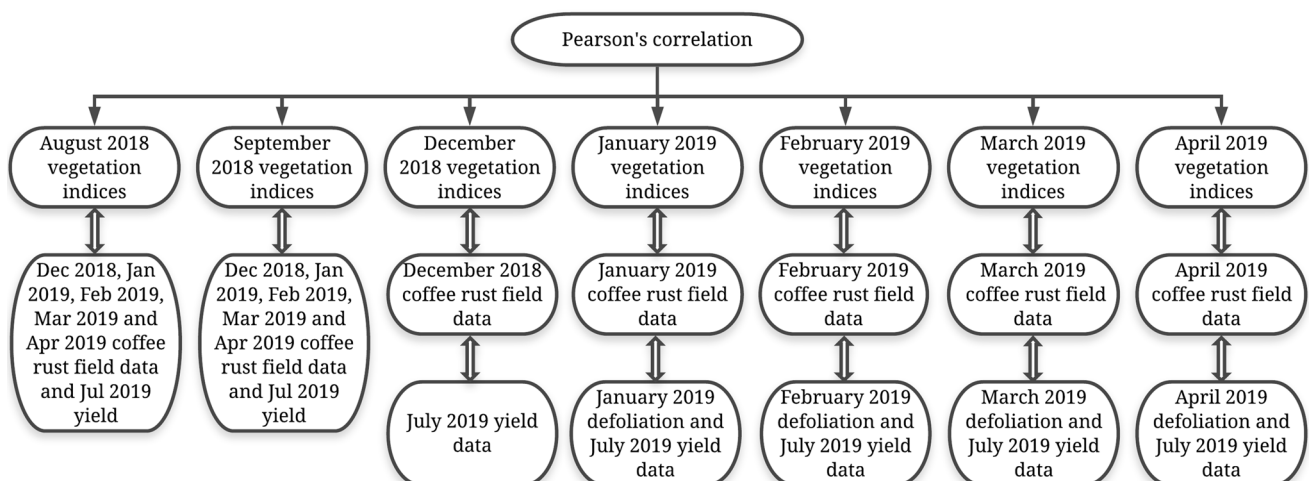 Pearson's correlation
August 2018
vegetation
indices
September
2018 vegetation
indices
December
2018 vegetation
indices
January 2019
vegetation
indices
February 2019
vegetation
indices
March 2019
vegetation
indices
April 2019
vegetation
indices
Dec 2018, Jan
2019, Feb 2019,
Mar 2019 and
Apr 2019 coffee
rust field data
and Jul 2019
yield
Dec 2018, Jan
2019, Feb 2019,
Mar 2019 and
Apr 2019 coffee
rust field data
and Jul 2019
yield
December 2018
coffee rust field
data
January 2019
coffee rust field
data
February 2019
coffee rust field
data
March 2019
coffee rust field
data
April 2019
coffee rust field
data
July 2019 yield
data
January 2019
defoliation and
July 2019 yield
data
February 2019
defoliation and
July 2019 yield
data
March 2019
defoliation and
July 2019 yield
data
April 2019
defoliation and
July 2019 yield
data